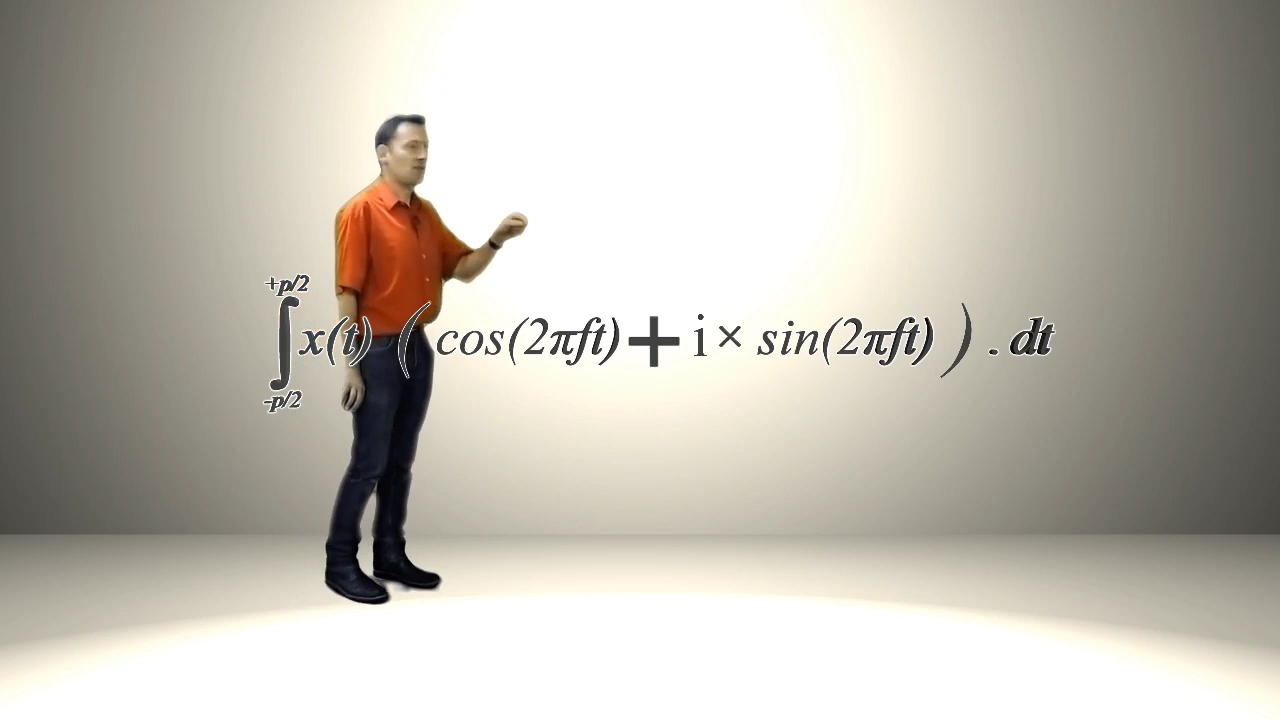 +p/2
∫ x(t) ( cos(2πft) + i × sin(2πft) ) . dt
-p/2